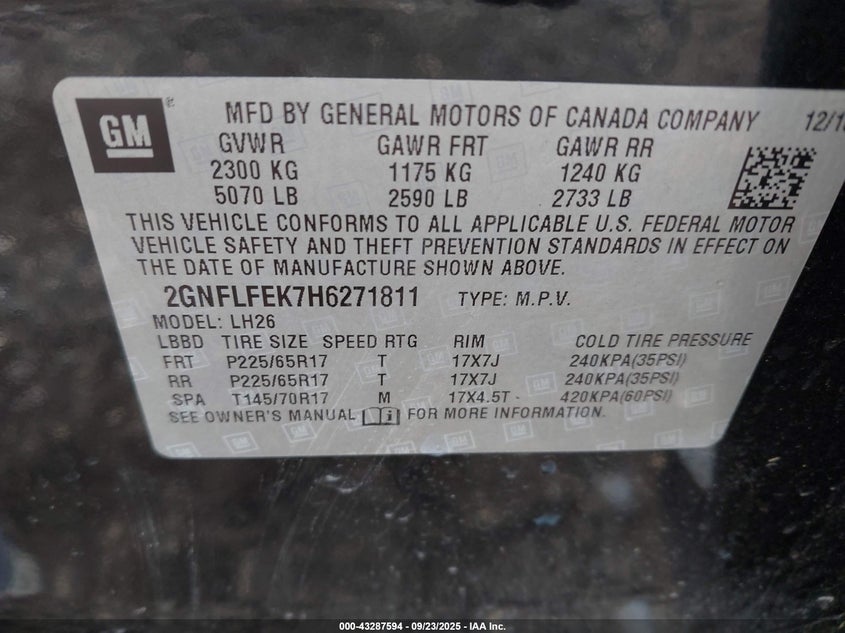 GM®
MFD BY GENERAL MOTORS OF CANADA COMPANY
GVWR GAWR FRT GAWR RR
2300 KG 1175 KG 1240 KG
5070 LB 2590 LB 2733 LB
THIS VEHICLE CONFORMS TO ALL APPLICABLE U.S. FEDERAL MOTOR
VEHICLE SAFETY AND THEFT PREVENTION STANDARDS IN EFFECT ON
THE DATE OF MANUFACTURE SHOWN ABOVE.
2GNFLFEK7H6271811 TYPE: M.P.V.
MODEL: LH26
LBBD TIRE SIZE SPEED RTG RIM COLD TIRE PRESSURE
FRT P225/65R17 T 17X7J 240KPA(35PSI)
RR P225/65R17 T 17X7J 240KPA(35PSI)
SPA T145/70R17 M 17X4.5T 420KPA(60PSI)
SEE OWNER'S MANUAL FOR MORE INFORMATION.
000-43287594 - 09/23/2025 - IAA Inc.